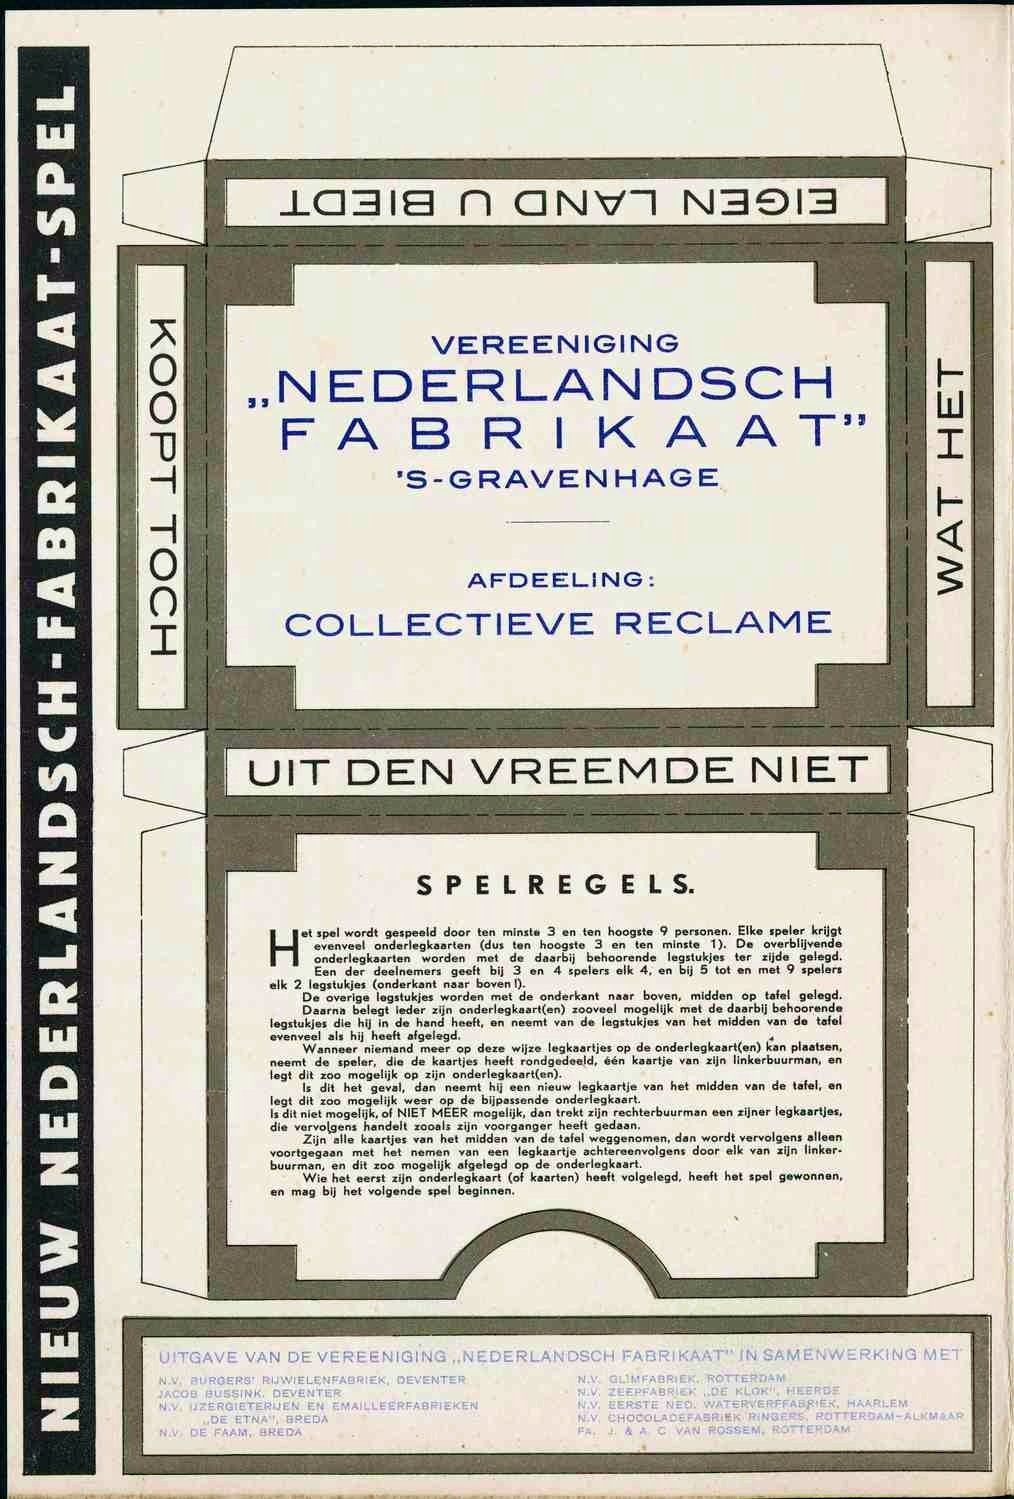 NIEUW NEDERLANDSCH-FABRIKAAT-SPEL
EIGEN LAND U BIEDT
KOOPT TOCH
VEREENIGING
„NEDERLANDSCH
FABRIKAAT”
'S-GRAVENHAGE
AFDEELING:
COLLECTIEVE RECLAME
WAT HET
UIT DEN VREEMDE NIET
SPELREGELS.
Het spel wordt gespeeld door ten minste 3 en ten hoogste 9 personen. Elke speler krijgt
evenveel onderlegkaarten (dus ten hoogste 3 en ten minste 1). De overblijvende
onderlegkaarten worden met de daarbij behoorende legstukjes ter zijde gelegd.
Een der deelnemers geeft bij 3 en 4 spelers elk 4, en bij 5 tot en met 9 spelers
elk 2 legstukjes (onderkant naar boven!).
De overige legstukjes worden met de onderkant naar boven, midden op tafel gelegd.
Daarna belegt ieder zijn onderlegkaart(en) zooveel mogelijk met de daarbij behoorende
legstukjes die hij in de hand heeft, en neemt van de legstukjes van het midden van de tafel
evenveel als hij heeft afgelegd.
Wanneer niemand meer op deze wijze legkaartjes op de onderlegkaart(en) kan plaatsen,
neemt de speler, die de kaartjes heeft rondgedeeld, één kaartje van zijn linkerbuurman, en
legt dit zoo mogelijk op zijn onderlegkaart(en).
Is dit het geval, dan neemt hij een nieuw legkaartje van het midden van de tafel, en
legt dit zoo mogelijk weer op de bijpassende onderlegkaart.
Is dit niet mogelijk, of NIET MEER mogelijk, dan trekt zijn rechterbuurman een zijner legkaartjes,
die vervolgens handelt zooals zijn voorganger heeft gedaan.
Zijn alle kaartjes van het midden van de tafel weggenomen, dan wordt vervolgens alleen
voortgegaan met het nemen van een legkaartje achtereenvolgens door elk van zijn linker-
buurman, en dit zoo mogelijk afgelegd op de onderlegkaart.
Wie het eerst zijn onderlegkaart (of kaarten) heeft volgelegd, heeft het spel gewonnen,
en mag bij het volgende spel beginnen.
UITGAVE VAN DE VEREENIGING „NEDERLANDSCH FABRIKAAT” IN SAMENWERKING MET
N.V. BURGERS' RIJWIELENFABRIEK, DEVENTER
JACOB BUSSINK, DEVENTER
N.V. IJZERGIETERIJEN EN EMAILLEERFABRIEKEN
„DE ETNA”, BREDA
N.V. DE FAAM, BREDA
N.V. GLIMFABRIEK, ROTTERDAM
N.V. ZEEPFABRIEK „DE KLOK”, HEERDE
N.V. EERSTE NED. WATERVERFFABRIEK, HAARLEM
N.V. CHOCOLADEFABRIEK RINGERS, ROTTERDAM-ALKMAAR
FA. J. & A. C. VAN ROSSEM, ROTTERDAM